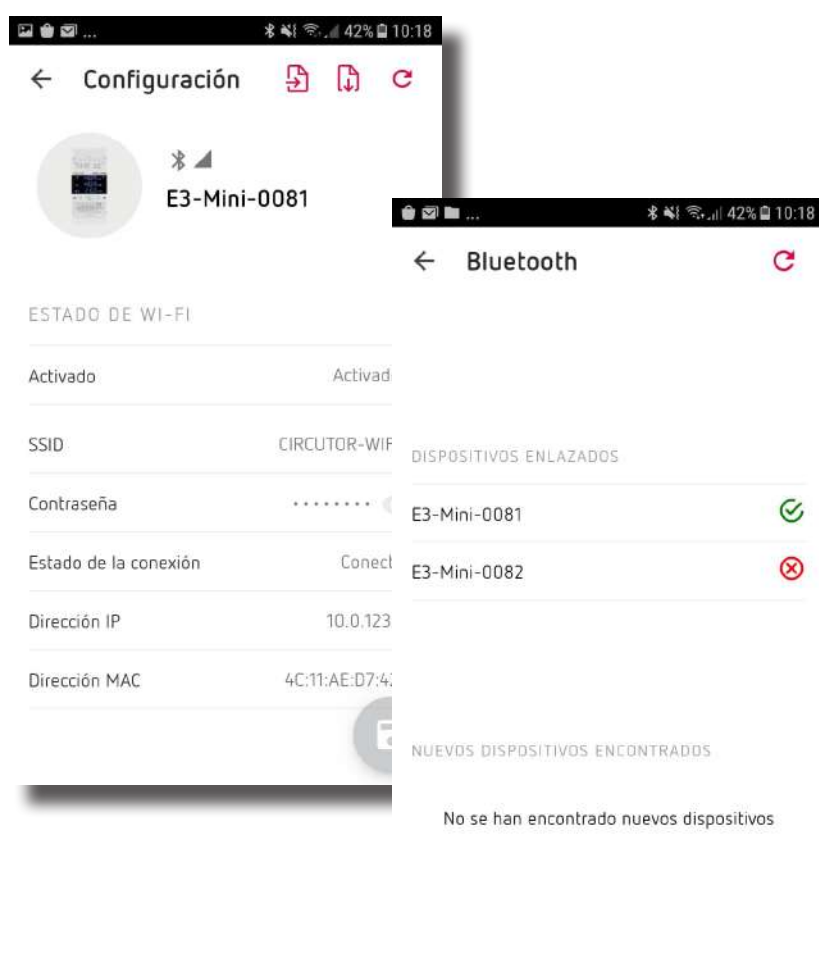 ... 42% 10:18
Configuración
E3-Mini-0081
ESTADO DE WI-FI
Activado Activad
SSID CIRCUTOR-WIF
Contraseña ········
Estado de la conexión Conect
Dirección IP 10.0.123
Dirección MAC 4C:11:AE:D7:4
... 42% 10:18
Bluetooth
DISPOSITIVOS ENLAZADOS
E3-Mini-0081
E3-Mini-0082
NUEVOS DISPOSITIVOS ENCONTRADOS
No se han encontrado nuevos dispositivos